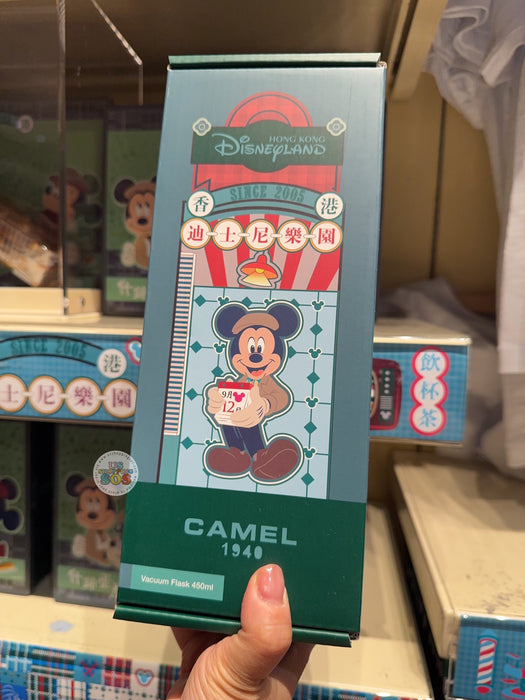 HONG KONG
Disneyland
SINCE 2005
香 港
迪士尼樂園
9月
12
CAMEL
1940
Vacuum Flask 450ml
SINCE 2005
港
士尼樂園
飲杯茶